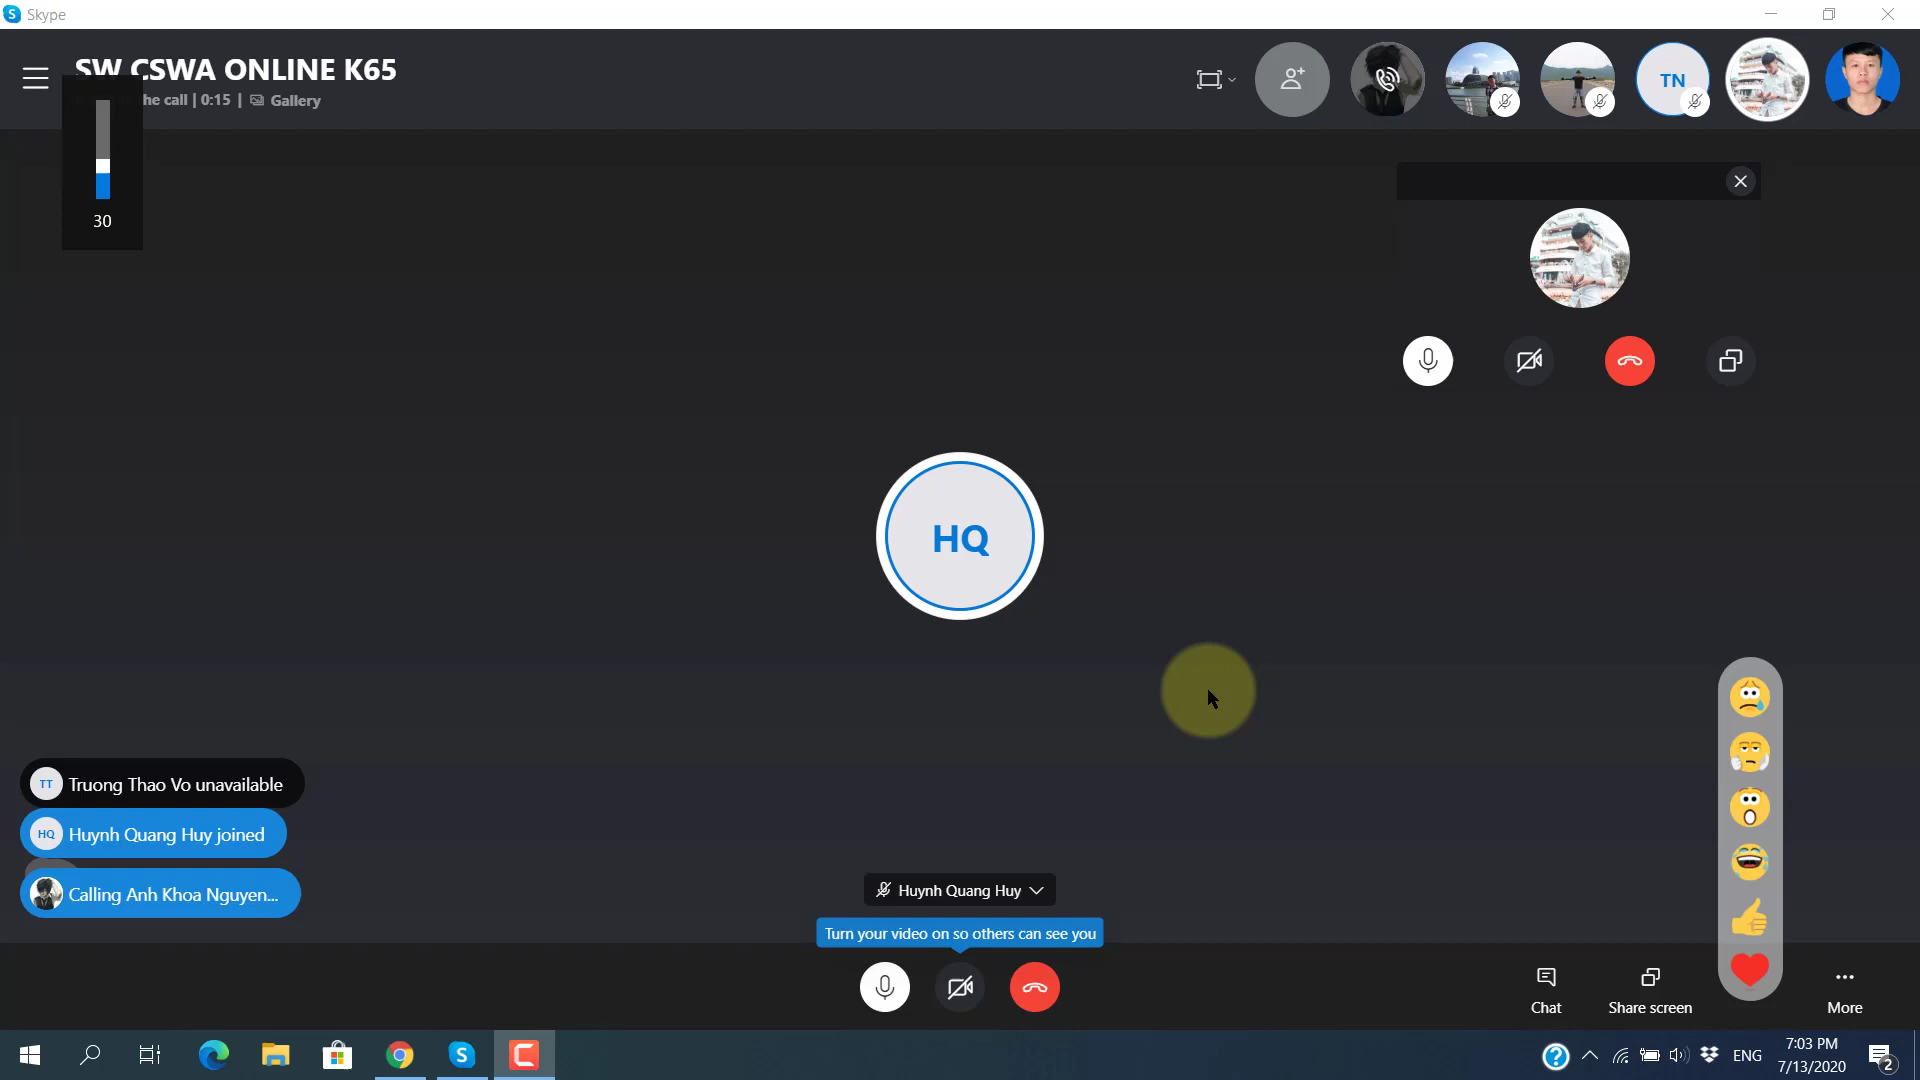 Skype
SW CSWA ONLINE K65
the call | 0:15 | Gallery
TN
30
HQ
TT Truong Thao Vo unavailable
HQ Huynh Quang Huy joined
Calling Anh Khoa Nguyen...
Huynh Quang Huy
Turn your video on so others can see you
Chat
Share screen
More
ENG
7:03 PM
7/13/2020
2